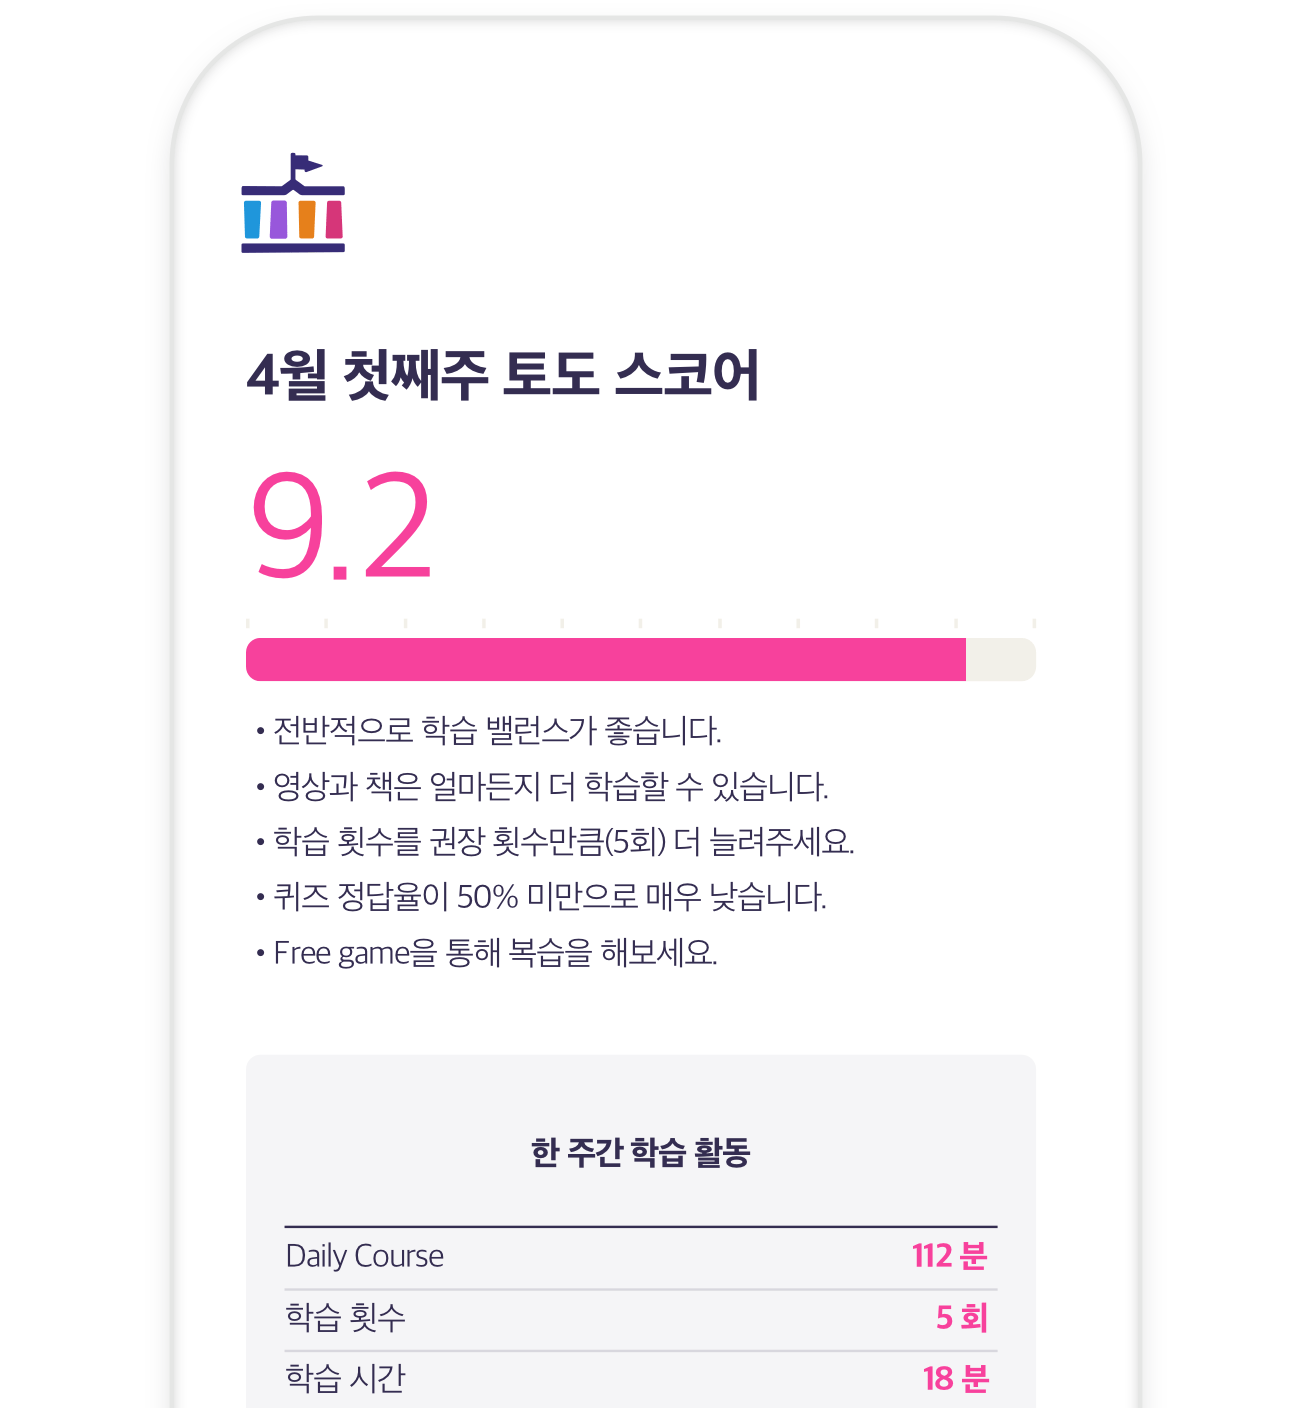 4월 첫째주 토도 스코어
9.2
• 전반적으로 학습 밸런스가 좋습니다.
• 영상과 책은 얼마든지 더 학습할 수 있습니다.
• 학습 횟수를 권장 횟수만큼(5회) 더 늘려주세요.
• 퀴즈 정답율이 50% 미만으로 매우 낮습니다.
• Free game을 통해 복습을 해보세요.
한 주간 학습 활동
Daily Course 112 분
학습 횟수 5 회
학습 시간 18 분